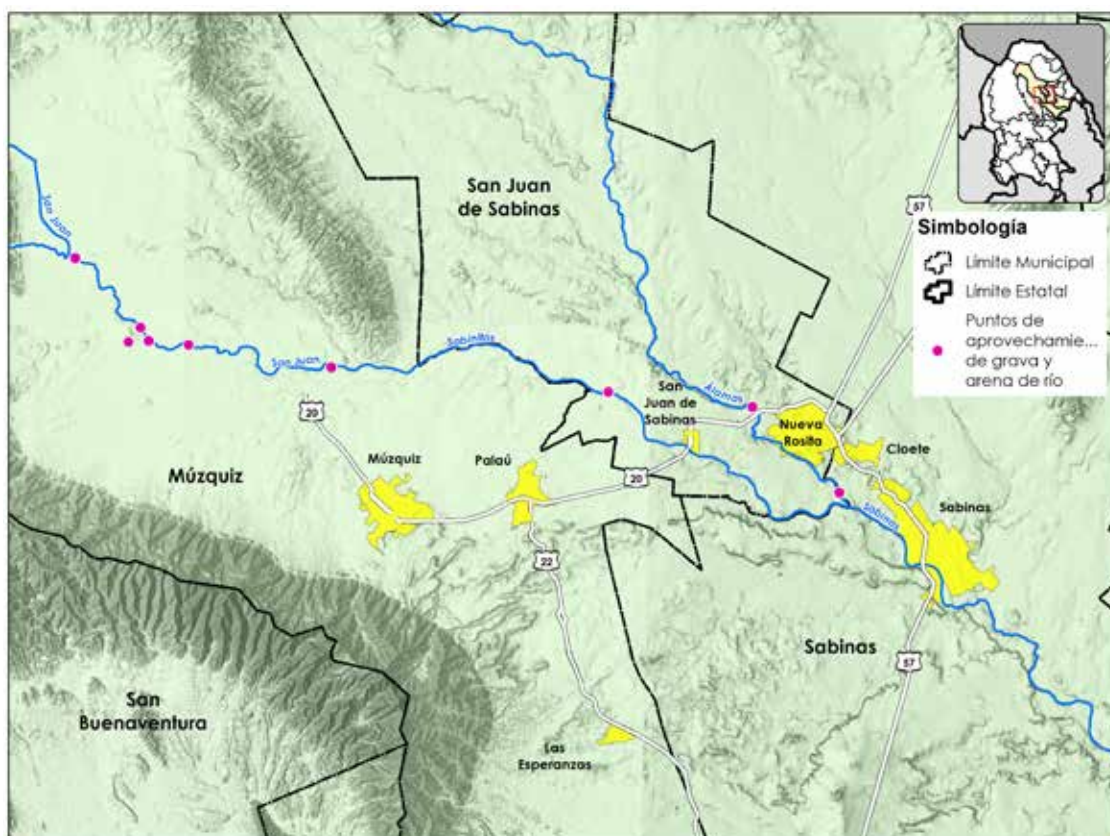 San Juan
de Sabinas
57
Simbología
Límite Municipal
Límite Estatal
Puntos de
aprovechamie...
de grava y
arena de río
San Juan
San Juan
Sabinitos
Álamos
San
Juan de
Sabinas
Nueva
Rosita
Cloete
20
Múzquiz
Múzquiz
Palaú
20
Sabinas
Sabinas
22
Sabinas
57
San
Buenaventura
Las
Esperanzas